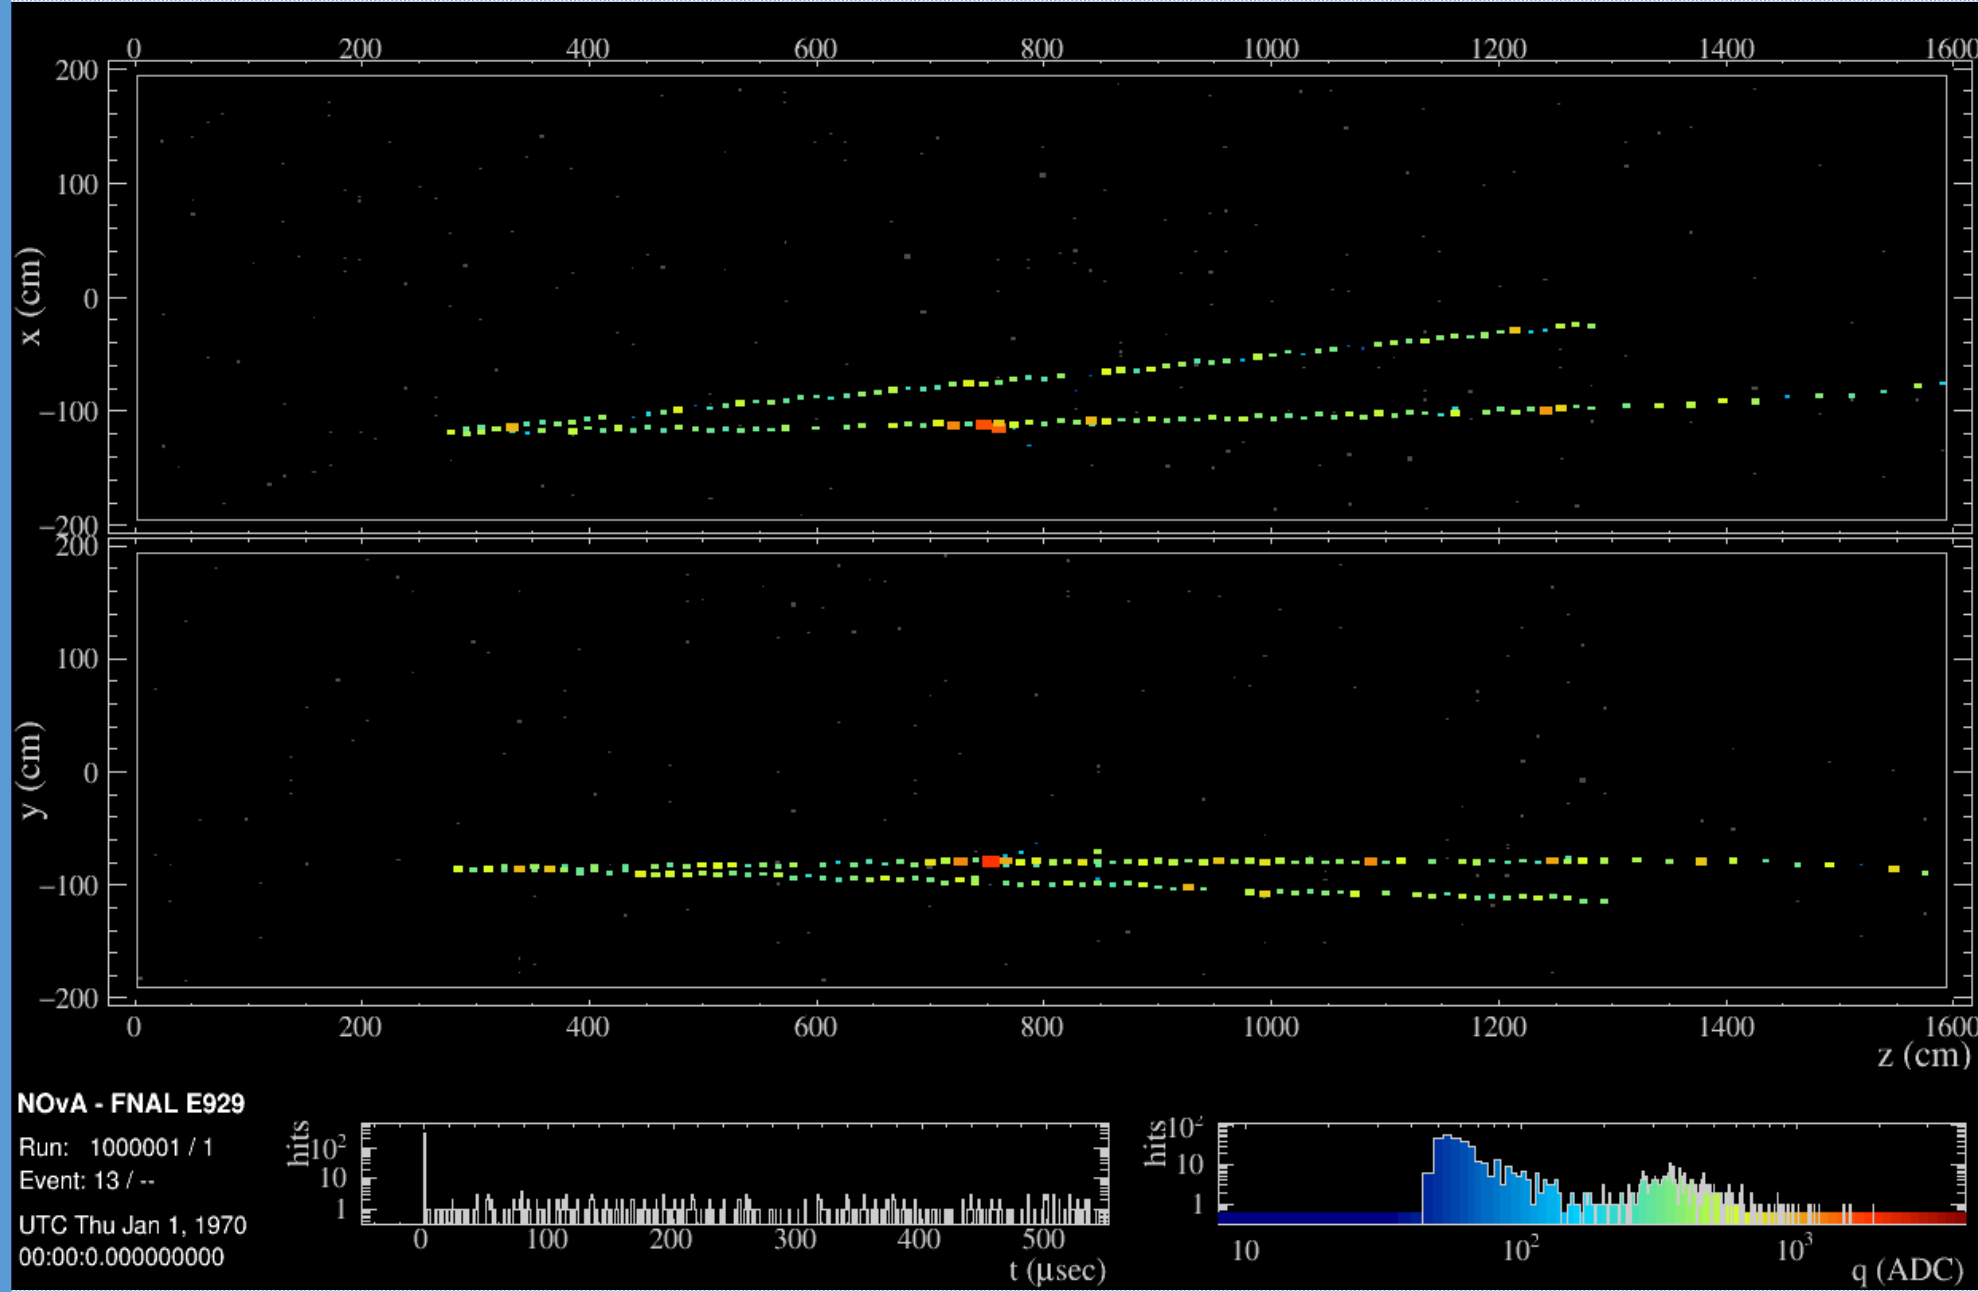 0 200 400 600 800 1000 1200 1400 1600
200
100
0
−100
−200
x (cm)
200
100
0
−100
−200
y (cm)
0 200 400 600 800 1000 1200 1400 1600
z (cm)
NOvA - FNAL E929
Run: 1000001 / 1
Event: 13 / --
UTC Thu Jan 1, 1970
00:00:0.000000000
hits
10²
10
1
0 100 200 300 400 500
t (μsec)
hits
10²
10
1
10 10² 10³
q (ADC)